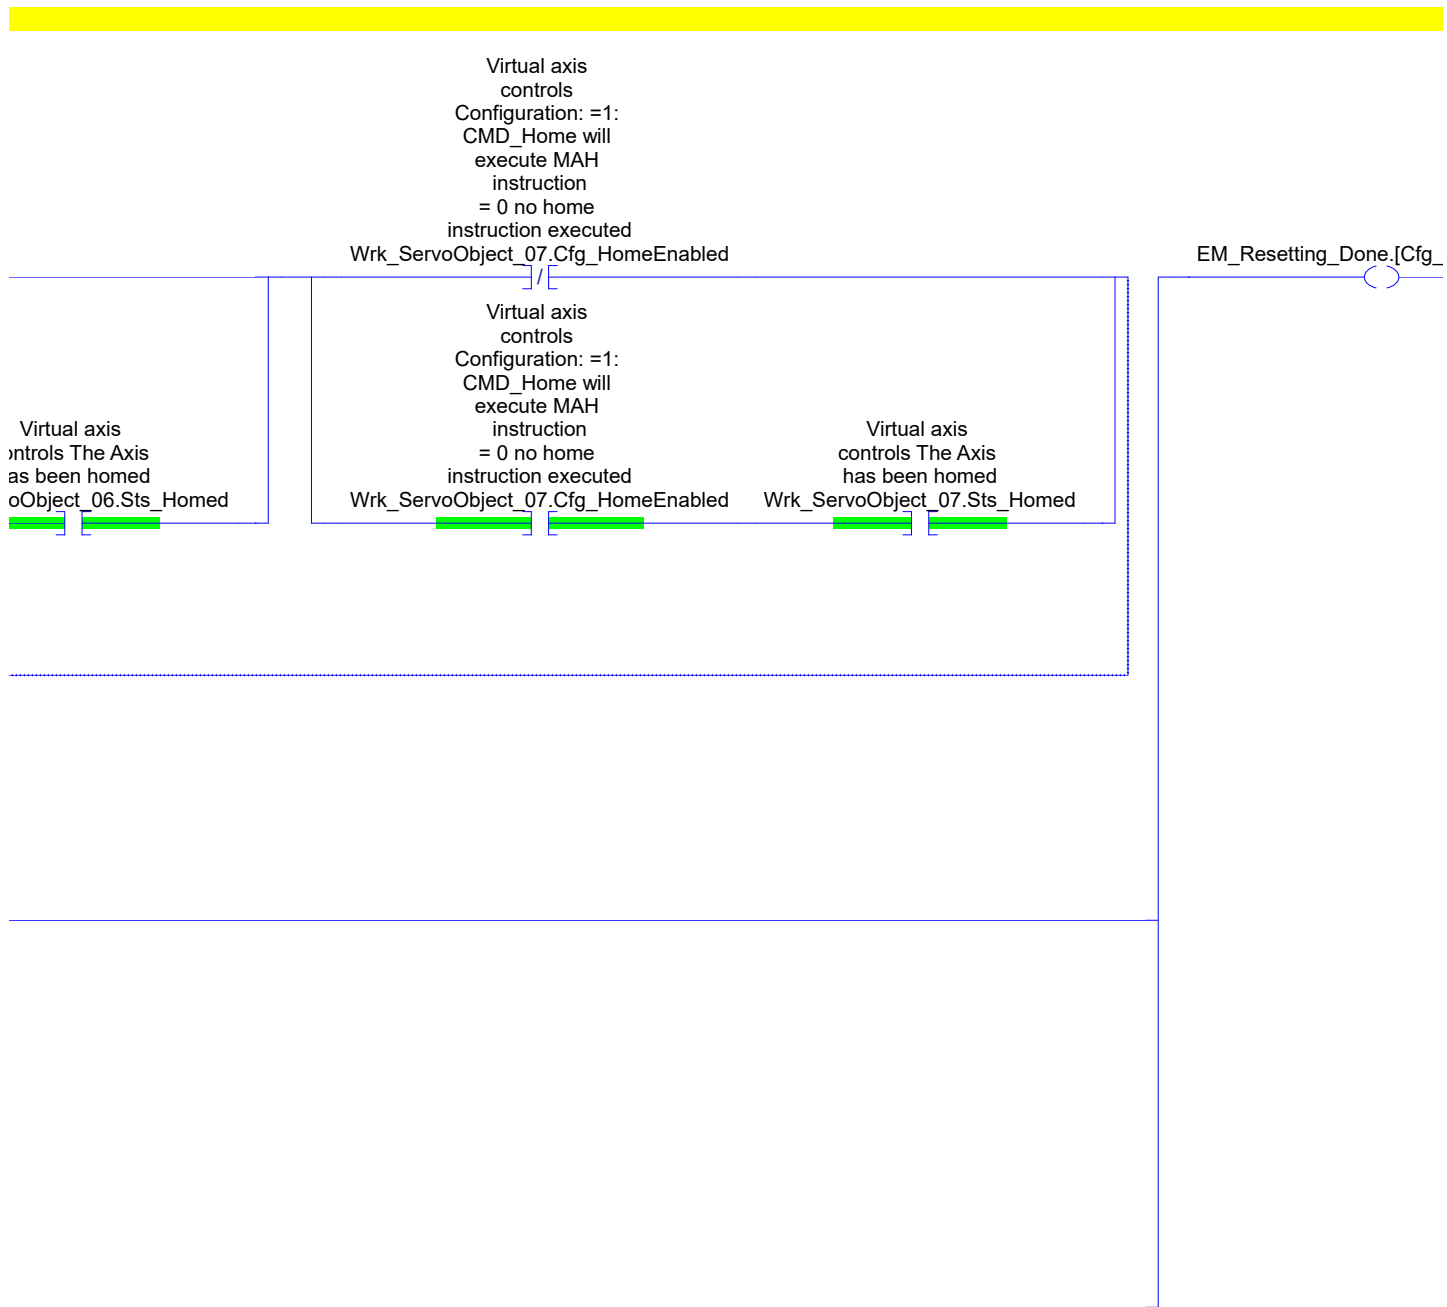 Virtual axis
controls
Configuration: =1:
CMD_Home will
execute MAH
instruction
= 0 no home
instruction executed
Wrk_ServoObject_07.Cfg_HomeEnabled
EM_Resetting_Done.[Cfg_
/
Virtual axis
controls
Configuration: =1:
CMD_Home will
execute MAH
instruction
= 0 no home
instruction executed
Wrk_ServoObject_07.Cfg_HomeEnabled
Virtual axis
ontrols The Axis
as been homed
oObject_06.Sts_Homed
Virtual axis
controls The Axis
has been homed
Wrk_ServoObject_07.Sts_Homed